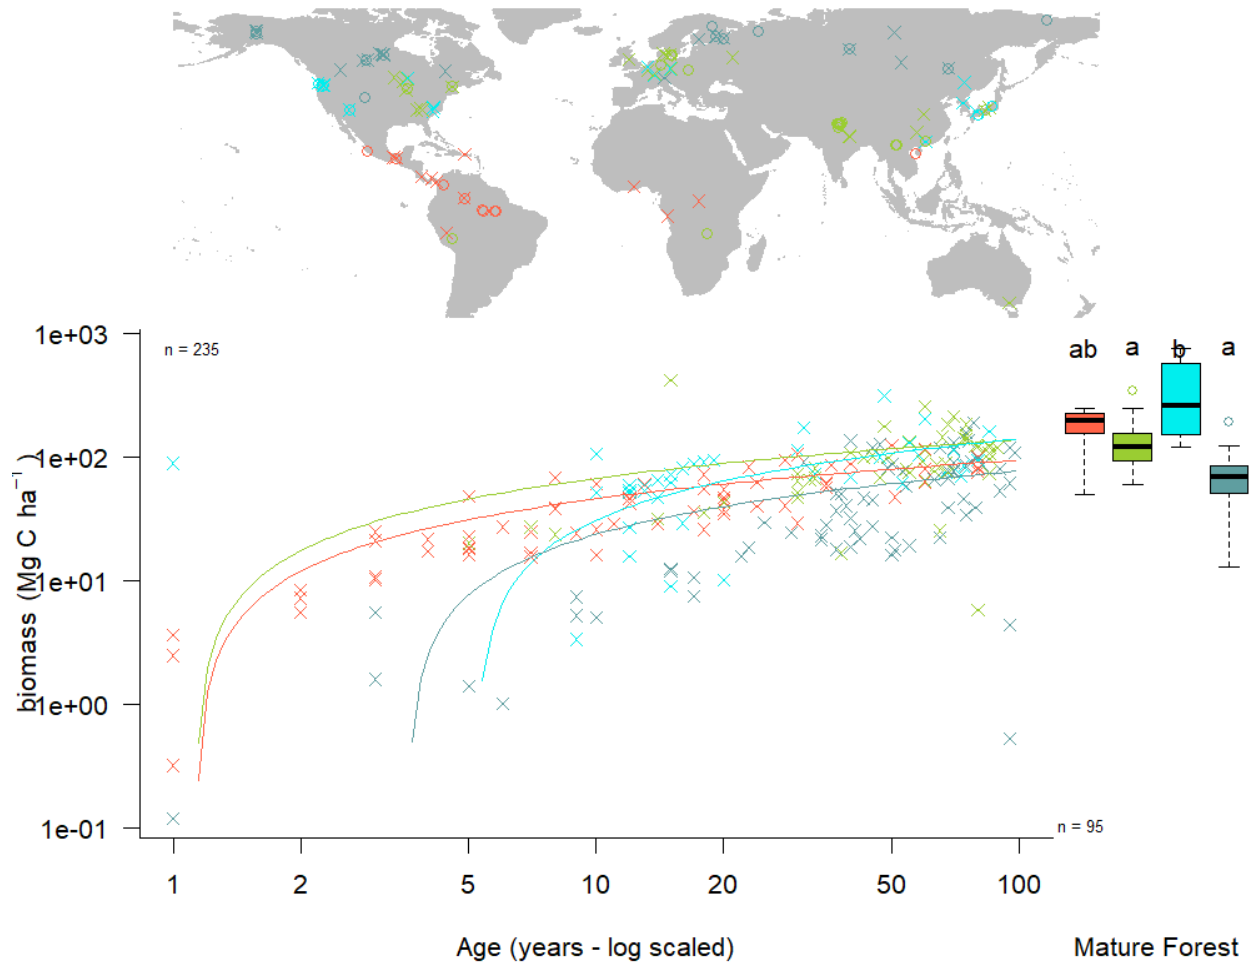 1e+03
n = 235
ab
a
b
a
1e+02
1e+01
1e+00
1e-01
biomass (Mg C ha⁻¹)
n = 95
1
2
5
10
20
50
100
Age (years - log scaled)
Mature Forest